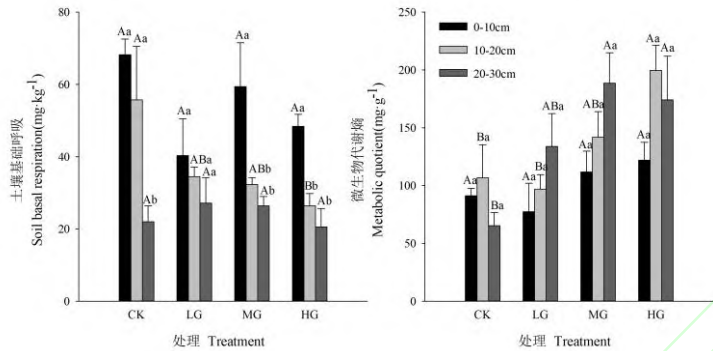 土壤基础呼吸
Soil basal respiration(mg·kg-1)
80
60
40
20
0
Aa
Aa
Ab
Aa
ABa
Aa
Aa
ABb
Ab
Aa
Bb
Ab
CK
LG
MG
HG
处理 Treatment
微生物代谢熵
Metabolic quotient(mg·g-1)
250
200
150
100
50
0
0-10cm
10-20cm
20-30cm
Aa
Ba
Ba
Aa
Ba
ABa
Aa
ABa
Aa
Aa
Aa
Aa
CK
LG
MG
HG
处理 Treatment